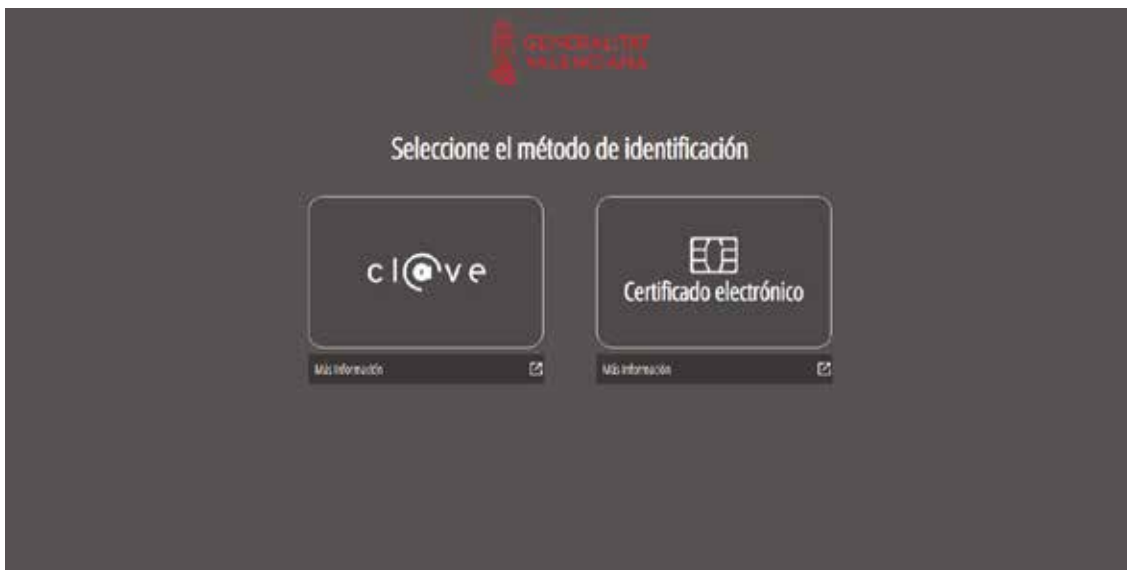 GENERALITAT
VALENCIANA
Seleccione el método de identificación
cl@ve
Certificado electrónico
Más información
Más información